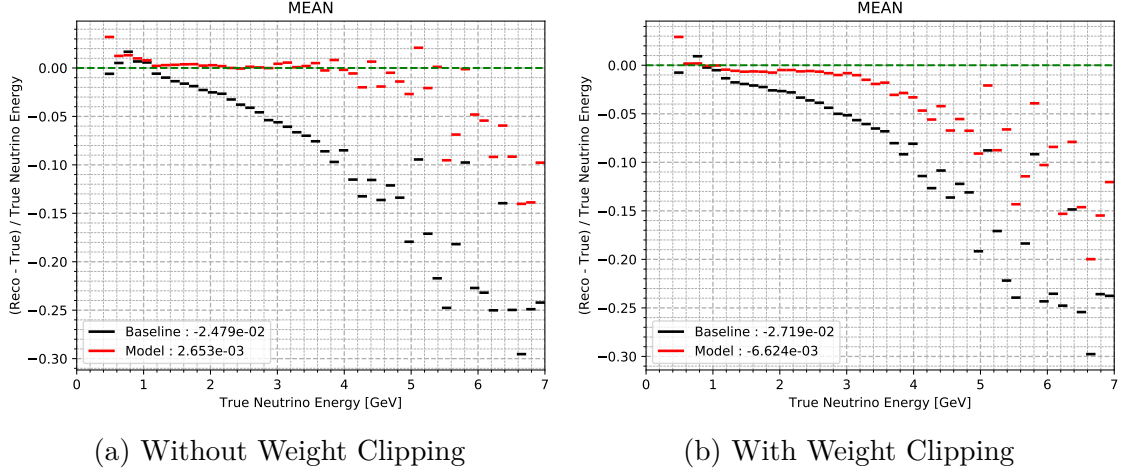 MEAN
(Reco - True) / True Neutrino Energy
0.00
−0.05
−0.10
−0.15
−0.20
−0.25
−0.30
Baseline : -2.479e-02
Model : 2.653e-03
0 1 2 3 4 5 6 7
True Neutrino Energy [GeV]
(a) Without Weight Clipping
MEAN
(Reco - True) / True Neutrino Energy
0.00
−0.05
−0.10
−0.15
−0.20
−0.25
−0.30
Baseline : -2.719e-02
Model : -6.624e-03
0 1 2 3 4 5 6 7
True Neutrino Energy [GeV]
(b) With Weight Clipping